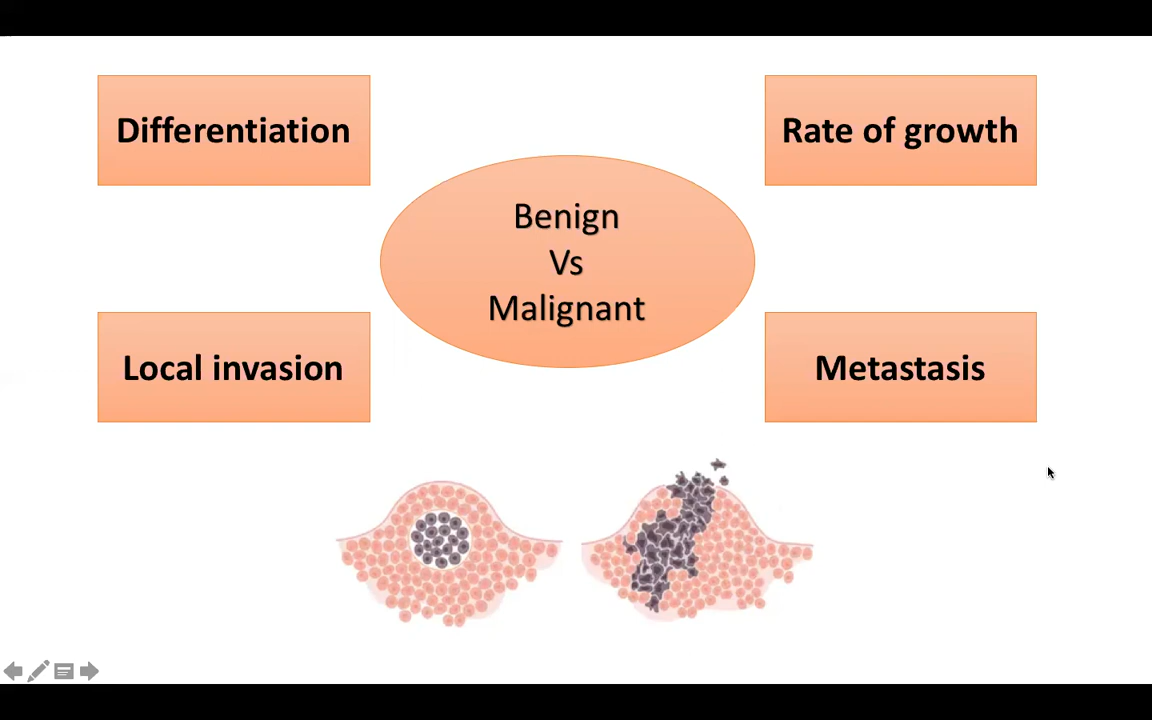 Differentiation
Rate of growth
Benign
Vs
Malignant
Local invasion
Metastasis